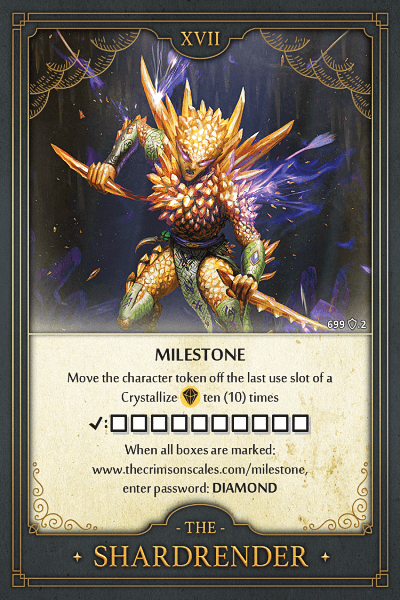 XVII
699 2
MILESTONE
Move the character token off the last use slot of a
Crystallize ten (10) times
✓:□□□□□□□□□□
When all boxes are marked:
www.thecrimsonscales.com/milestone,
enter password: DIAMOND
- THE -
SHARDRENDER